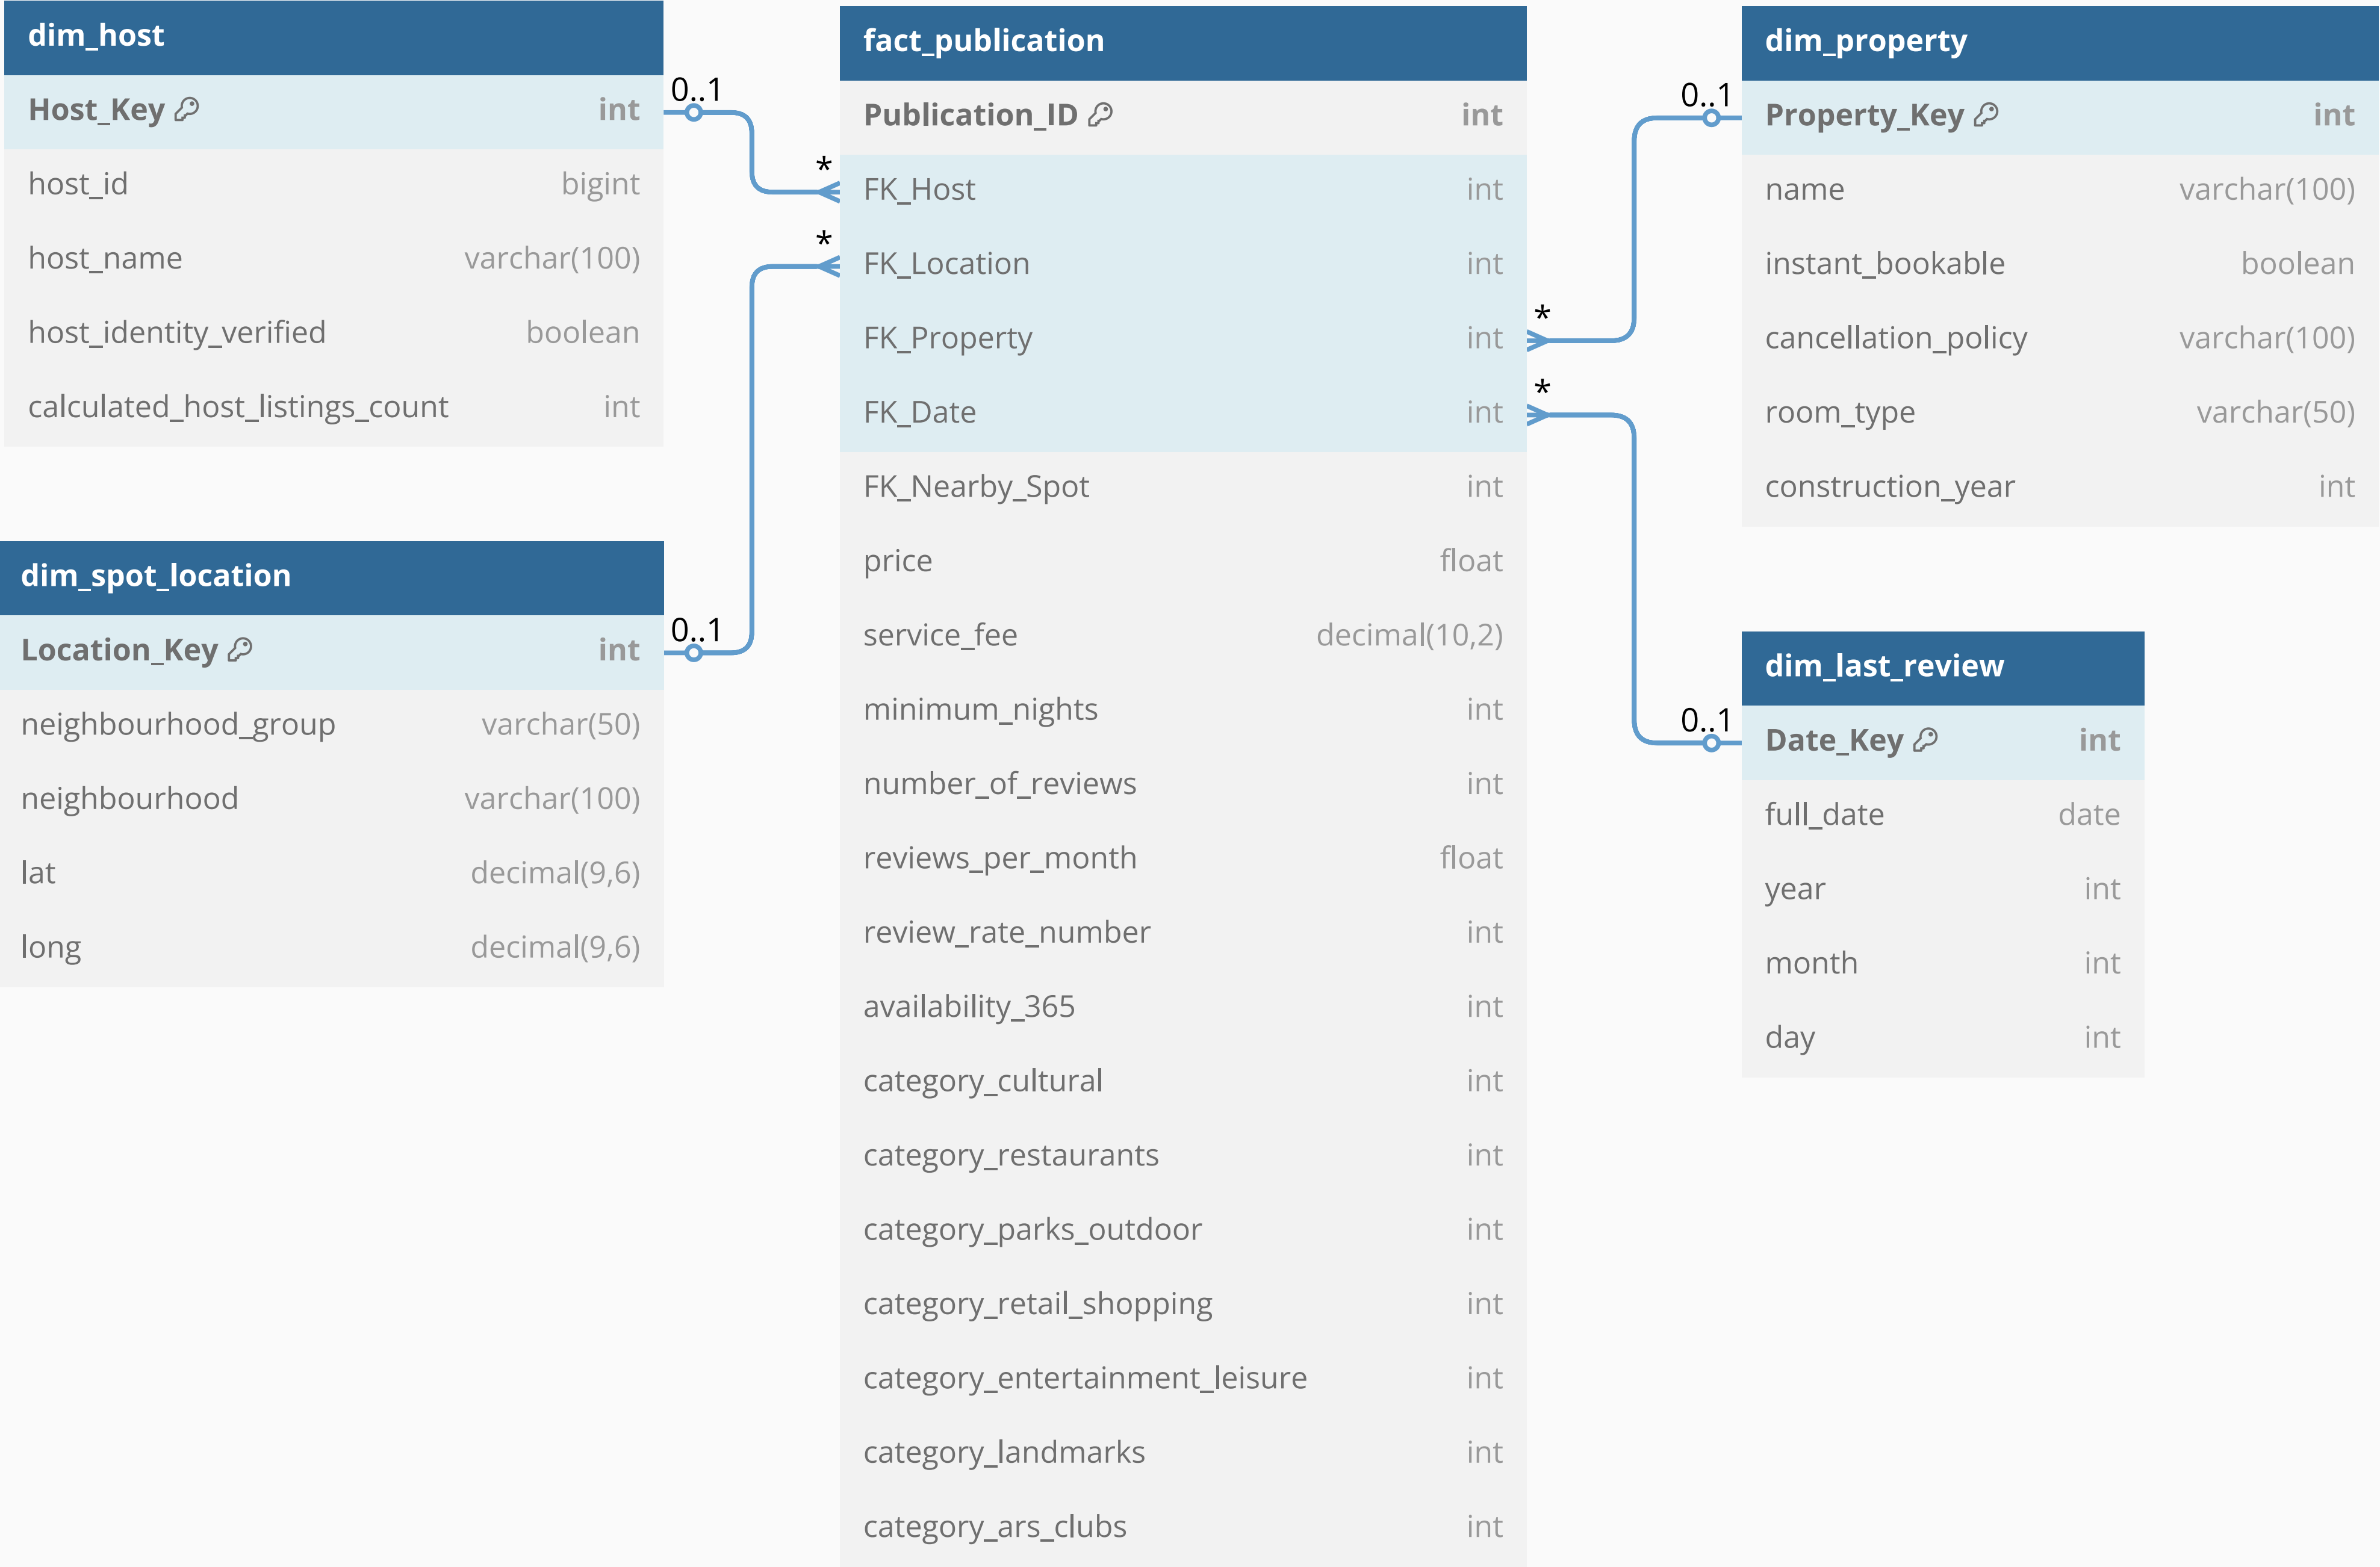 dim_host
Host_Key int
host_id bigint
host_name varchar(100)
host_identity_verified boolean
calculated_host_listings_count int
0..1
*
dim_spot_location
Location_Key int
neighbourhood_group varchar(50)
neighbourhood varchar(100)
lat decimal(9,6)
long decimal(9,6)
0..1
*
fact_publication
Publication_ID int
FK_Host int
FK_Location int
FK_Property int
FK_Date int
FK_Nearby_Spot int
price float
service_fee decimal(10,2)
minimum_nights int
number_of_reviews int
reviews_per_month float
review_rate_number int
availability_365 int
category_cultural int
category_restaurants int
category_parks_outdoor int
category_retail_shopping int
category_entertainment_leisure int
category_landmarks int
category_ars_clubs int
*
0..1
dim_property
Property_Key int
name varchar(100)
instant_bookable boolean
cancellation_policy varchar(100)
room_type varchar(50)
construction_year int
*
0..1
dim_last_review
Date_Key int
full_date date
year int
month int
day int